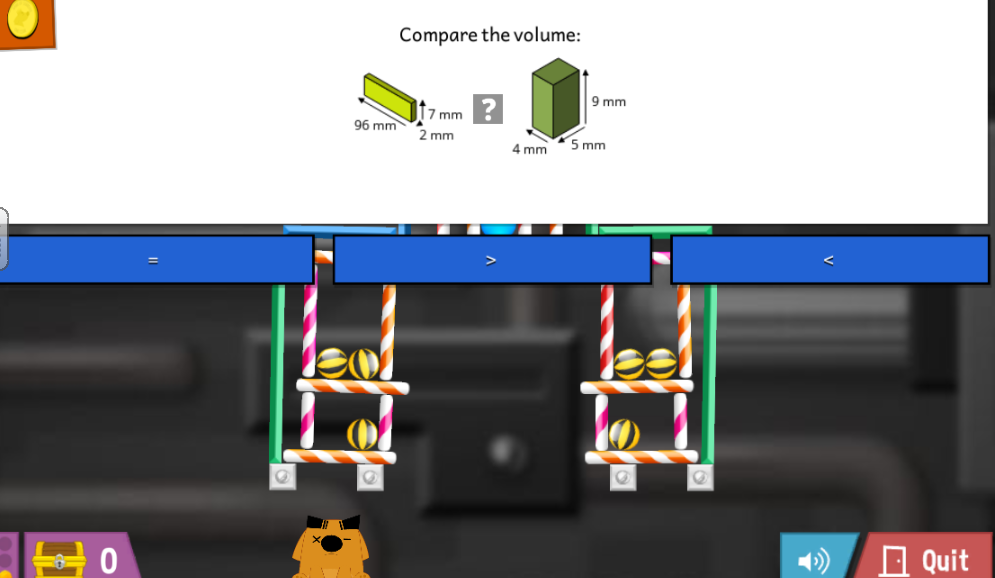 Compare the volume:
96 mm
7 mm
2 mm
?
9 mm
4 mm
5 mm
=
>
<
0
Quit